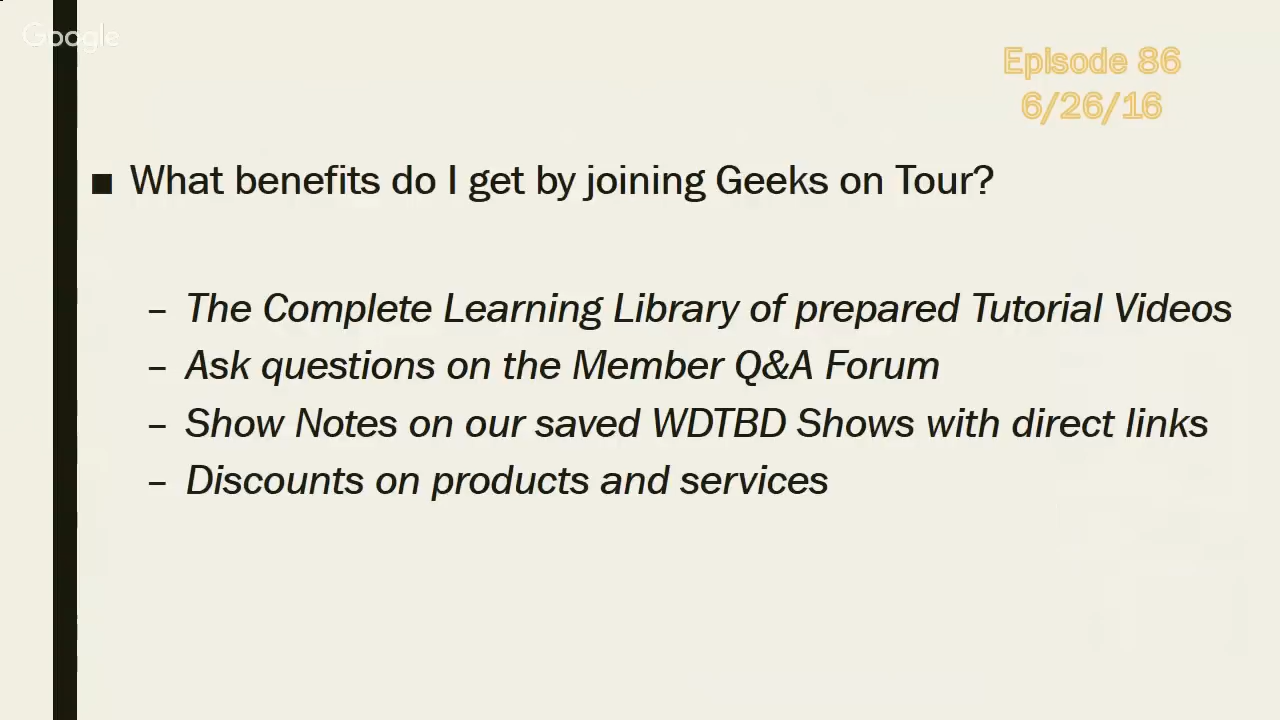 Google
Episode 86
6/26/16
■ What benefits do I get by joining Geeks on Tour?
– The Complete Learning Library of prepared Tutorial Videos
– Ask questions on the Member Q&A Forum
– Show Notes on our saved WDTBD Shows with direct links
– Discounts on products and services